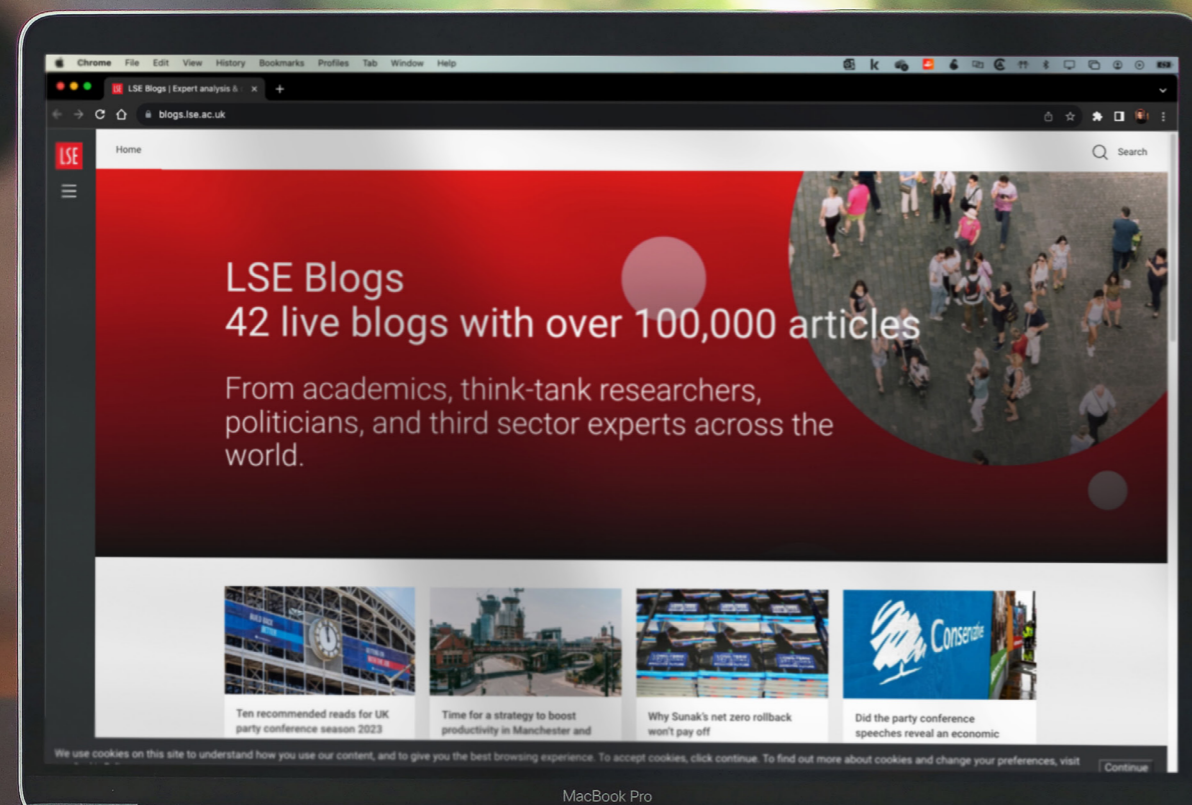 Chrome File Edit View History Bookmarks Profiles Tab Window Help
LSE Blogs | Expert analysis &
blogs.lse.ac.uk
LSE
Home
Search
LSE Blogs
42 live blogs with over 100,000 articles
From academics, think-tank researchers,
politicians, and third sector experts across the
world.
BUILD BACK
BETTER
Conservative
Ten recommended reads for UK
party conference season 2023
Time for a strategy to boost
productivity in Manchester and
Why Sunak's net zero rollback
won't pay off
Did the party conference
speeches reveal an economic
We use cookies on this site to understand how you use our content, and to give you the best browsing experience. To accept cookies, click continue. To find out more about cookies and change your preferences, visit
Continue
MacBook Pro